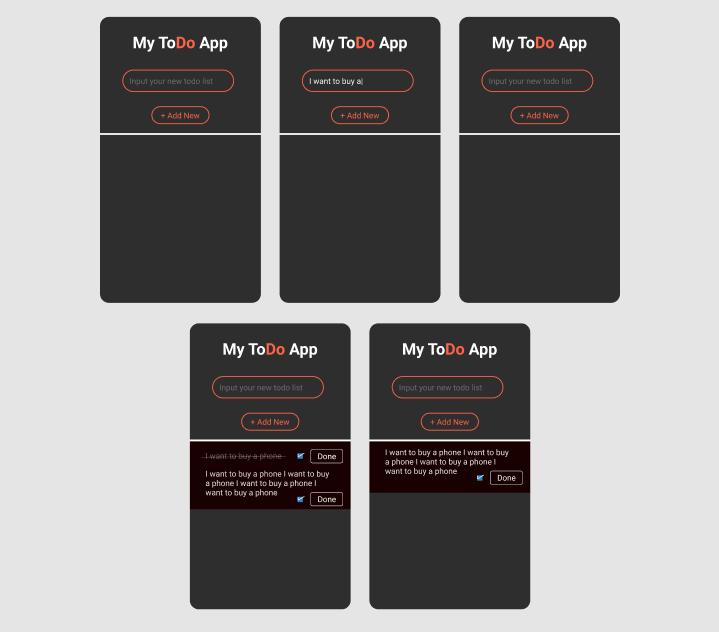 My ToDo App
Input your new todo list
+ Add New
My ToDo App
I want to buy a
+ Add New
My ToDo App
Input your new todo list
+ Add New
My ToDo App
Input your new todo list
+ Add New
I want to buy a phone
Done
I want to buy a phone I want to buy
a phone I want to buy a phone I
want to buy a phone
Done
My ToDo App
Input your new todo list
+ Add New
I want to buy a phone I want to buy
a phone I want to buy a phone I
want to buy a phone
Done